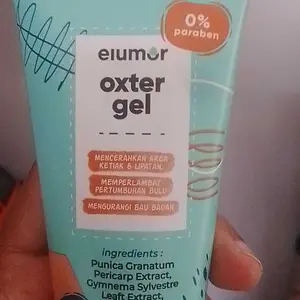 0%
paraben
elumor
oxter
gel
MENCERAHKAN AREA
KETIAK & LIPATAN
MEMPERLAMBAT
PERTUMBUHAN BULU
MENGURANGI BAU BADAN
ingredients :
Punica Granatum
Pericarp Extract,
Gymnema Sylvestre
Leaft Extract,